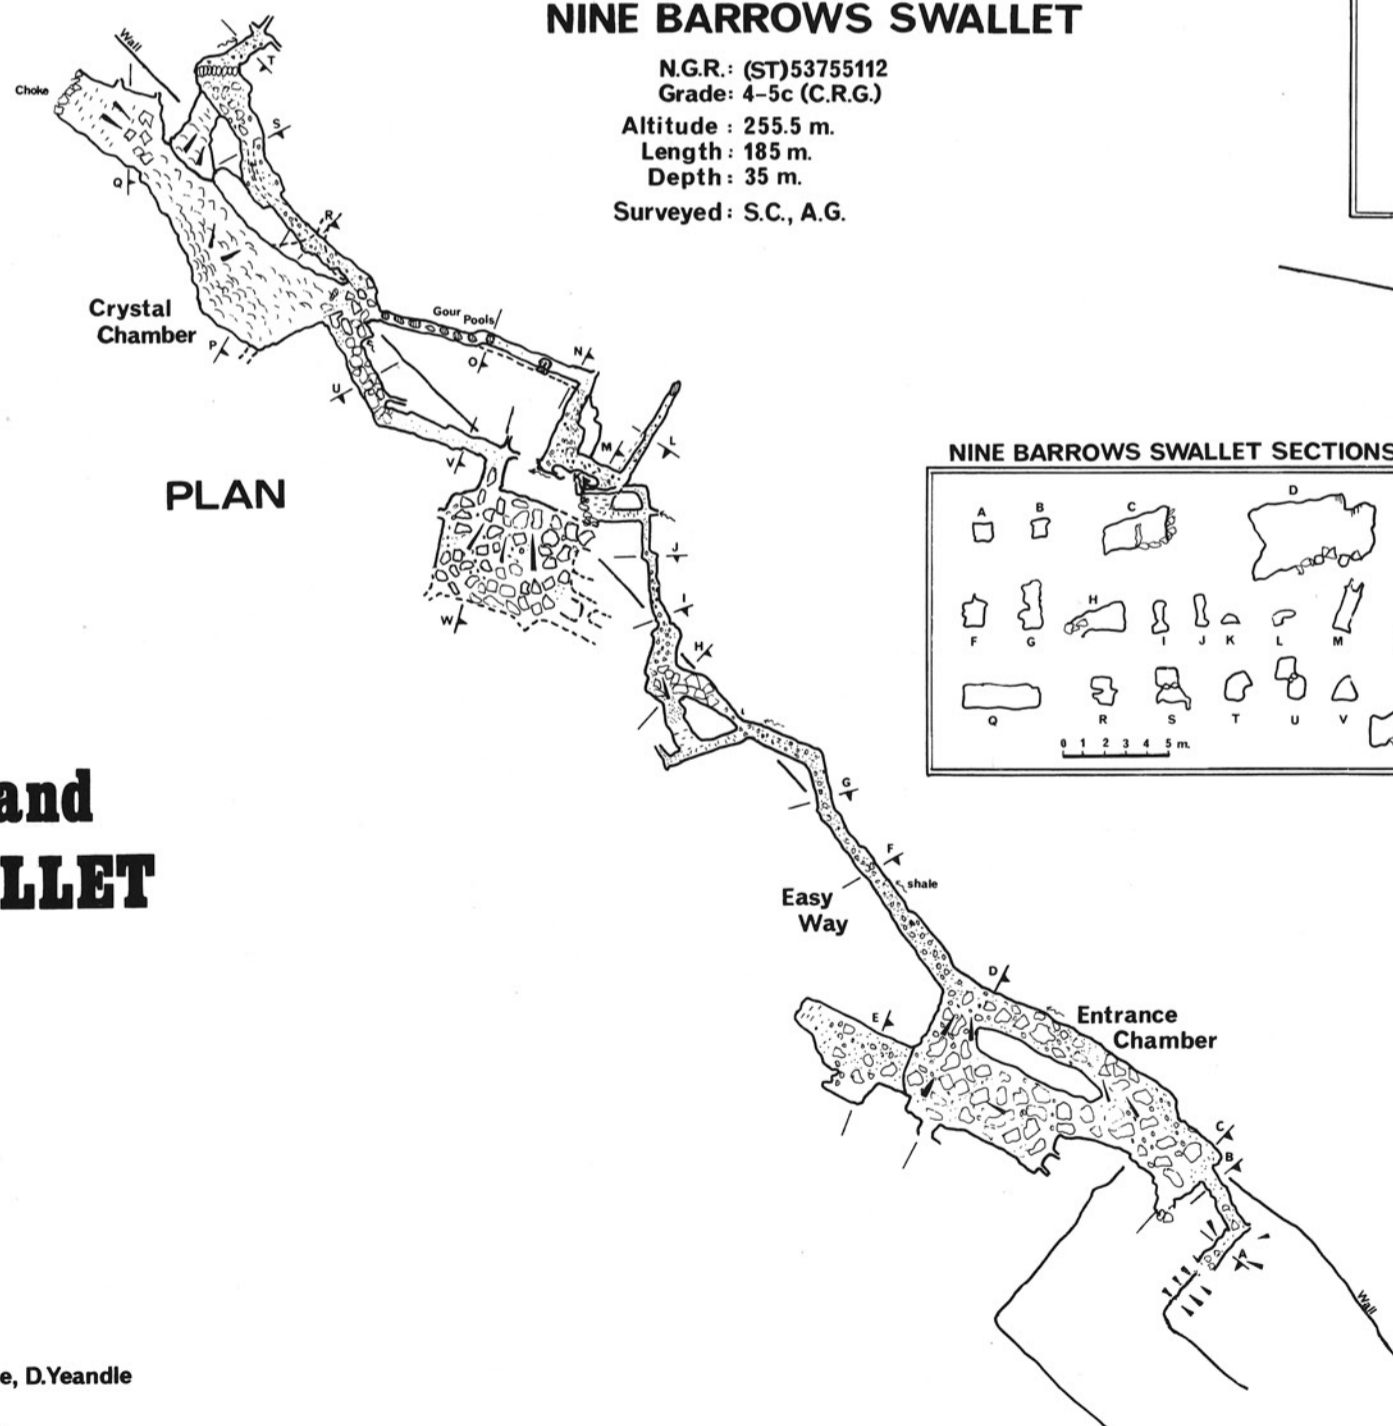 NINE BARROWS SWALLET
N.G.R.: (ST)53755112
Grade: 4-5c (C.R.G.)
Altitude : 255.5 m.
Length : 185 m.
Depth : 35 m.
Surveyed : S.C., A.G.
Wall
T
Choke
S
Q
R
Crystal
Chamber
P
Gour Pools
O
N
U
M
L
V
PLAN
J
W
I
H
NINE BARROWS SWALLET SECTIONS
A
B
C
D
F
G
H
I
J
K
L
M
Q
R
S
T
U
V
0 1 2 3 4 5 m.
and
LLET
G
F
shale
Easy
Way
D
E
Entrance
Chamber
C
B
A
Wall
e, D.Yeandle